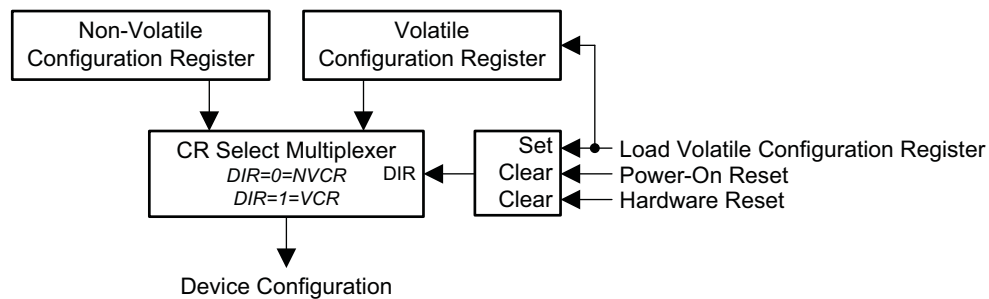 Non-Volatile
Configuration Register
Volatile
Configuration Register
CR Select Multiplexer
DIR=0=NVCR
DIR=1=VCR
DIR
Set
Clear
Clear
Load Volatile Configuration Register
Power-On Reset
Hardware Reset
Device Configuration